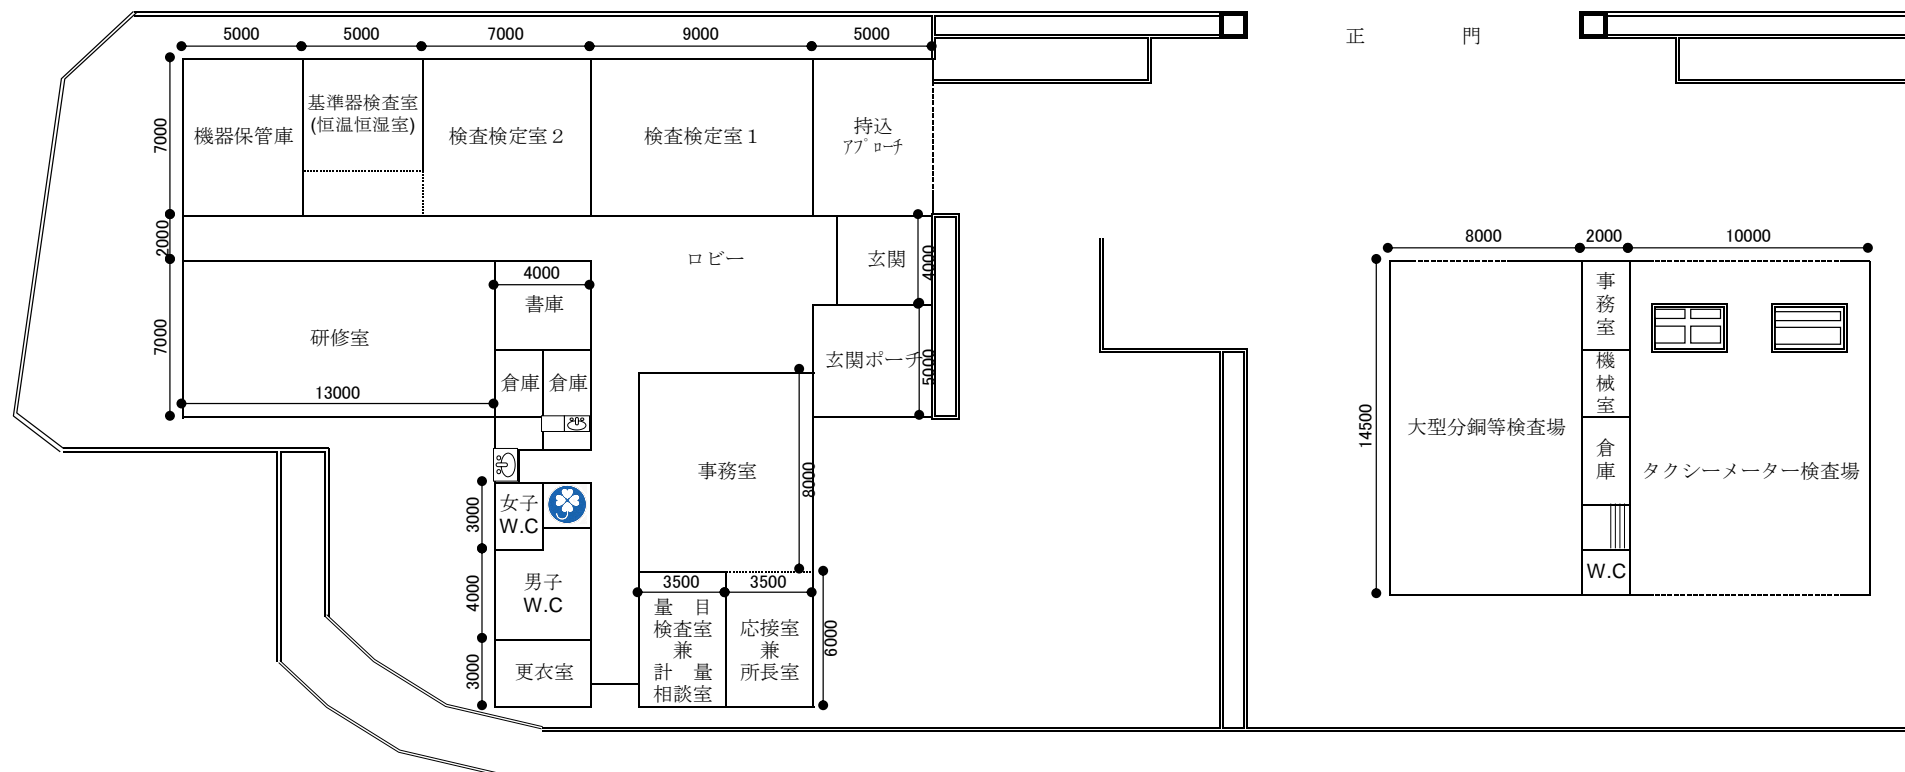 正　門
5000
5000
7000
9000
5000
7000
2000
7000
機器保管庫
基準器検査室
(恒温恒湿室)
検査検定室２
検査検定室１
持込
ｱﾌﾟﾛｰﾁ
ロビー
玄関
4000
玄関ポーチ
5000
研修室
13000
4000
書庫
倉庫
倉庫
事務室
8000
女子
W.C
3000
男子
W.C
4000
更衣室
3000
3500
3500
量　目
検査室
兼
計　量
相談室
応接室
兼
所長室
6000
8000
2000
10000
14500
大型分銅等検査場
事
務
室
機
械
室
倉
庫
W.C
タクシーメーター検査場